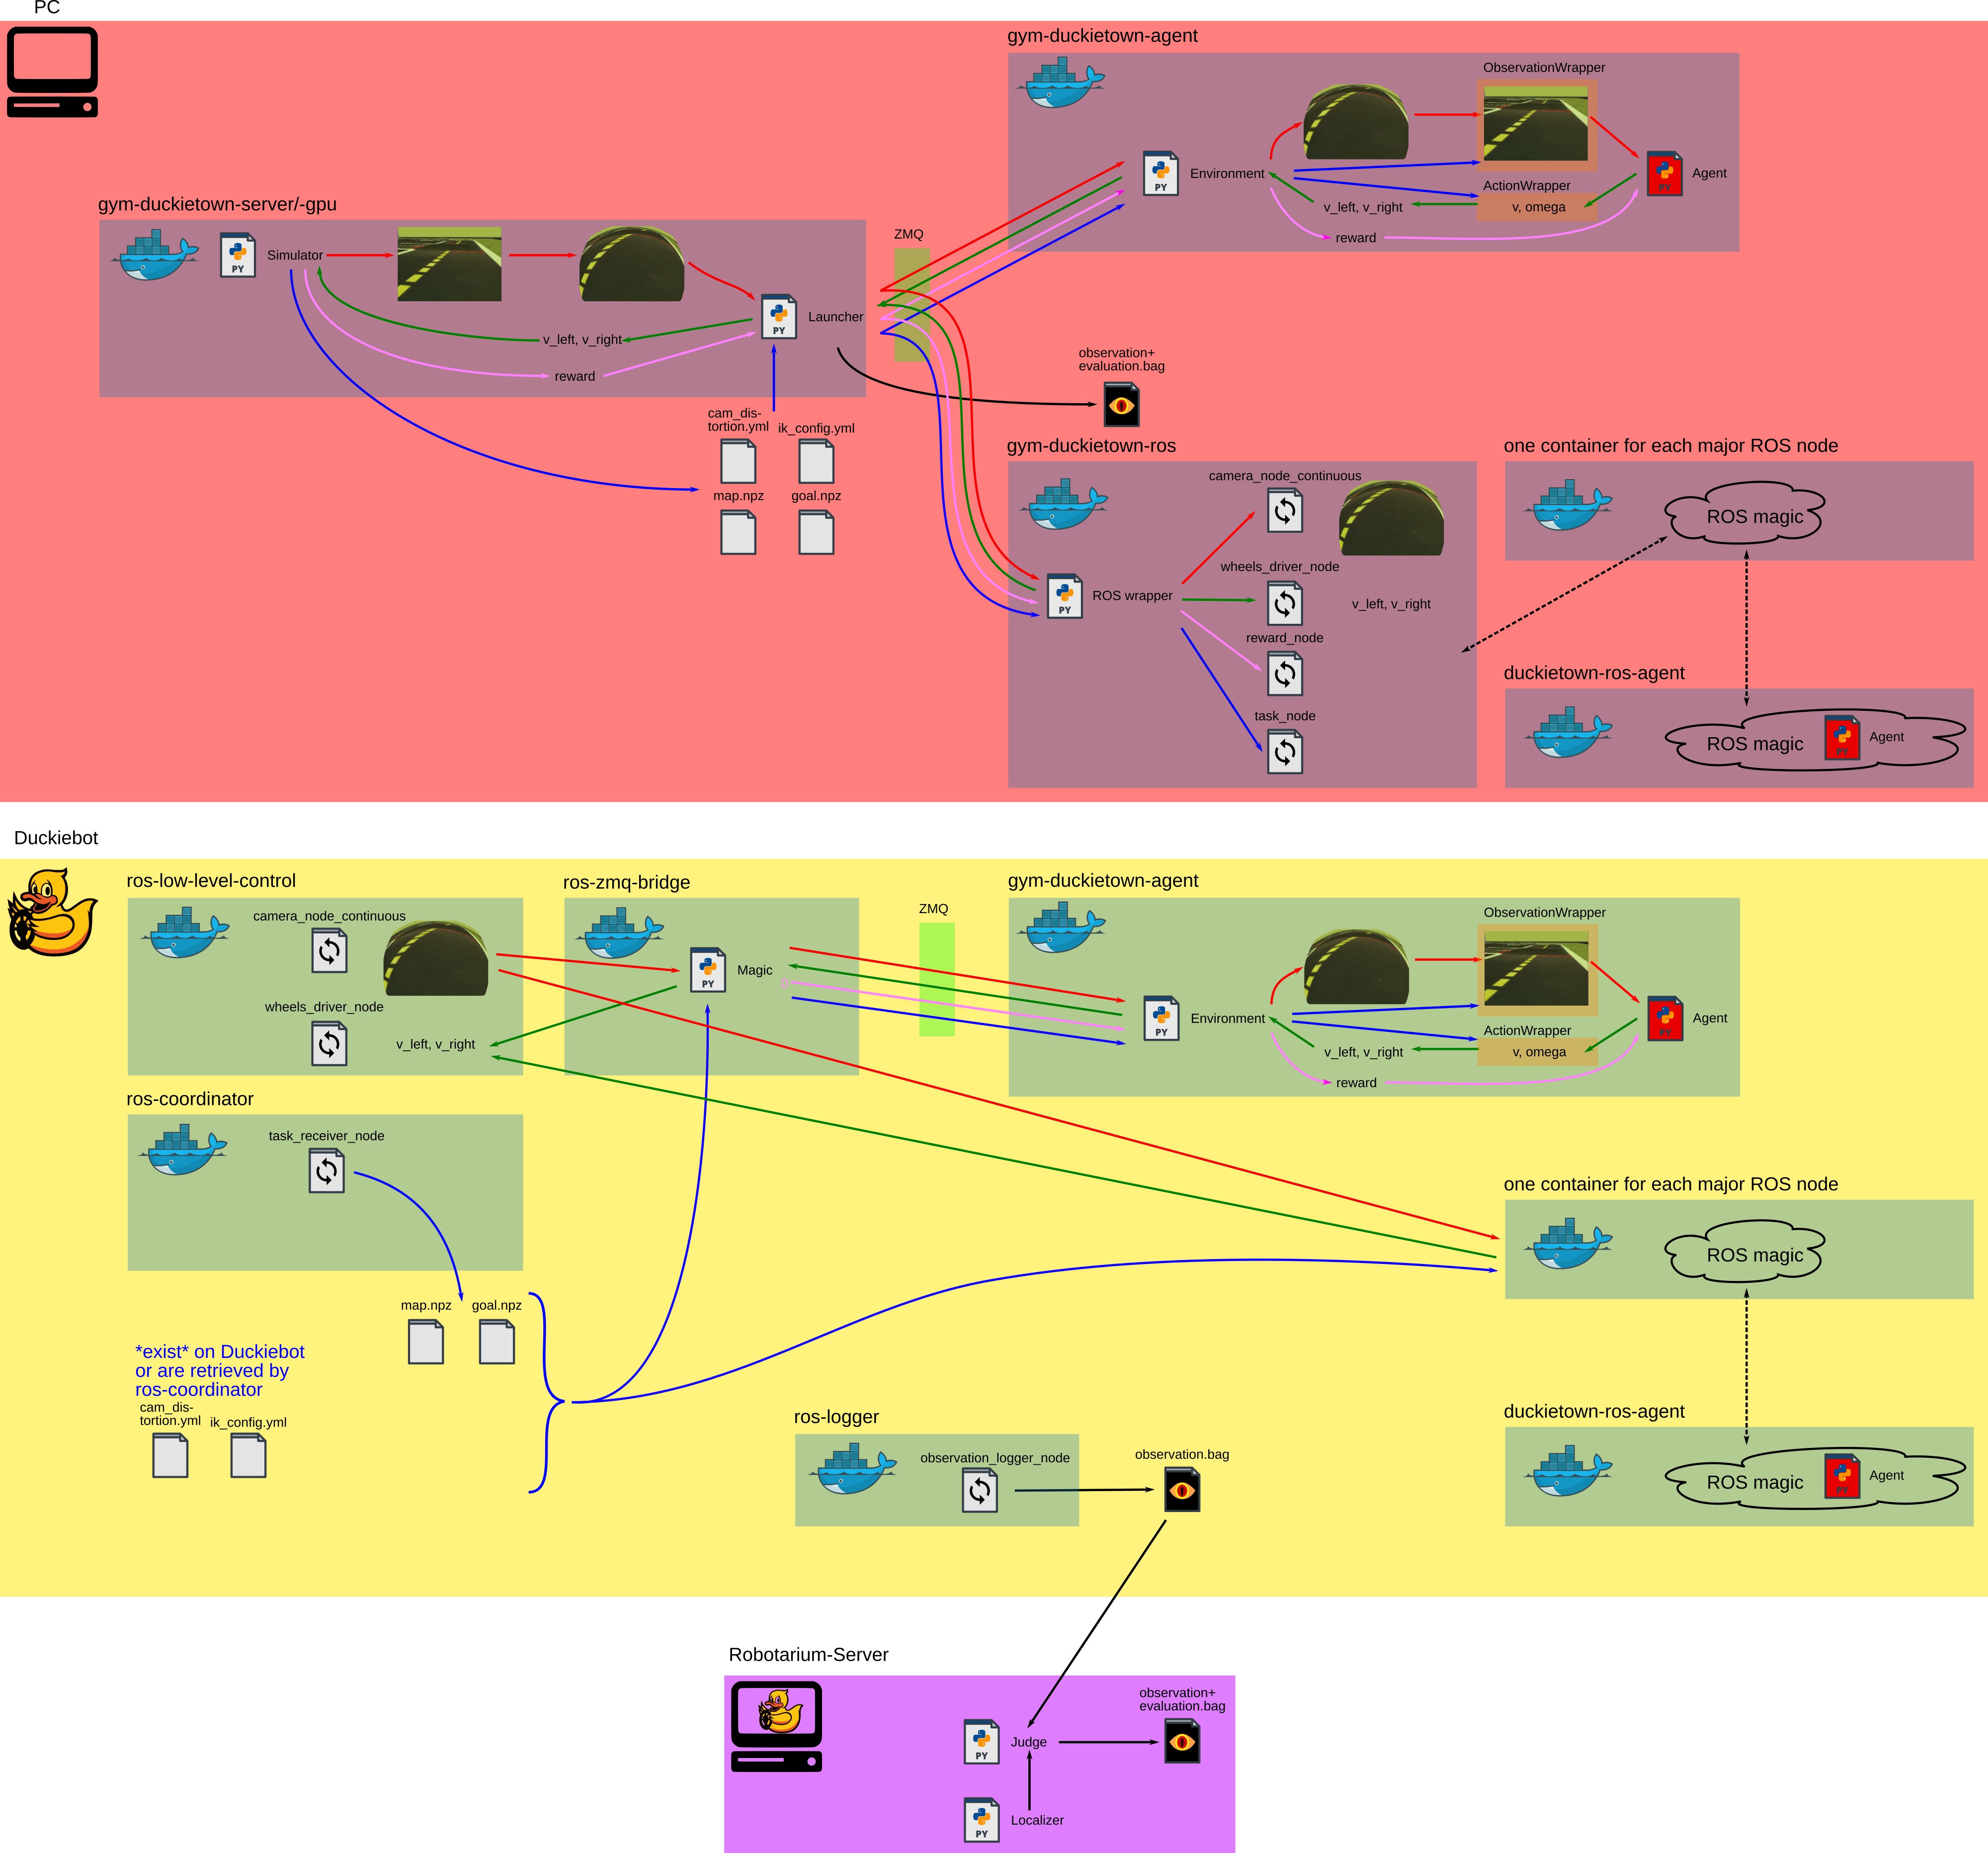 PC
gym-duckietown-agent
ObservationWrapper
PY
Environment
PY
Agent
ActionWrapper
v_left, v_right
v, omega
reward
gym-duckietown-server/-gpu
PY
Simulator
ZMQ
PY
Launcher
v_left, v_right
reward
observation+
evaluation.bag
cam_dis-
tortion.yml
ik_config.yml
map.npz
goal.npz
gym-duckietown-ros
camera_node_continuous
wheels_driver_node
PY
ROS wrapper
v_left, v_right
reward_node
task_node
one container for each major ROS node
ROS magic
duckietown-ros-agent
ROS magic
PY
Agent
Duckiebot
ros-low-level-control
camera_node_continuous
wheels_driver_node
v_left, v_right
ros-zmq-bridge
PY
Magic
ZMQ
gym-duckietown-agent
ObservationWrapper
PY
Environment
PY
Agent
ActionWrapper
v_left, v_right
v, omega
reward
ros-coordinator
task_receiver_node
map.npz
goal.npz
*exist* on Duckiebot
or are retrieved by
ros-coordinator
cam_dis-
tortion.yml
ik_config.yml
one container for each major ROS node
ROS magic
ros-logger
observation_logger_node
observation.bag
duckietown-ros-agent
ROS magic
PY
Agent
Robotarium-Server
observation+
evaluation.bag
PY
Judge
PY
Localizer